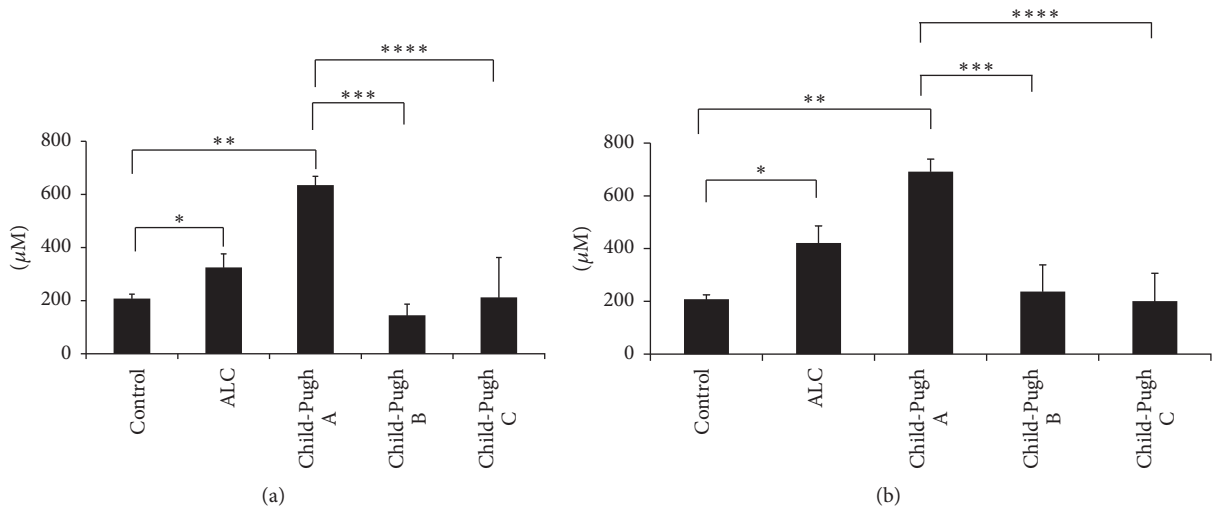 ****
***
**
*
800
600
400
200
0
(μM)
Control
ALC
Child-Pugh
A
Child-Pugh
B
Child-Pugh
C
(a)
****
***
**
*
800
600
400
200
0
(μM)
Control
ALC
Child-Pugh
A
Child-Pugh
B
Child-Pugh
C
(b)